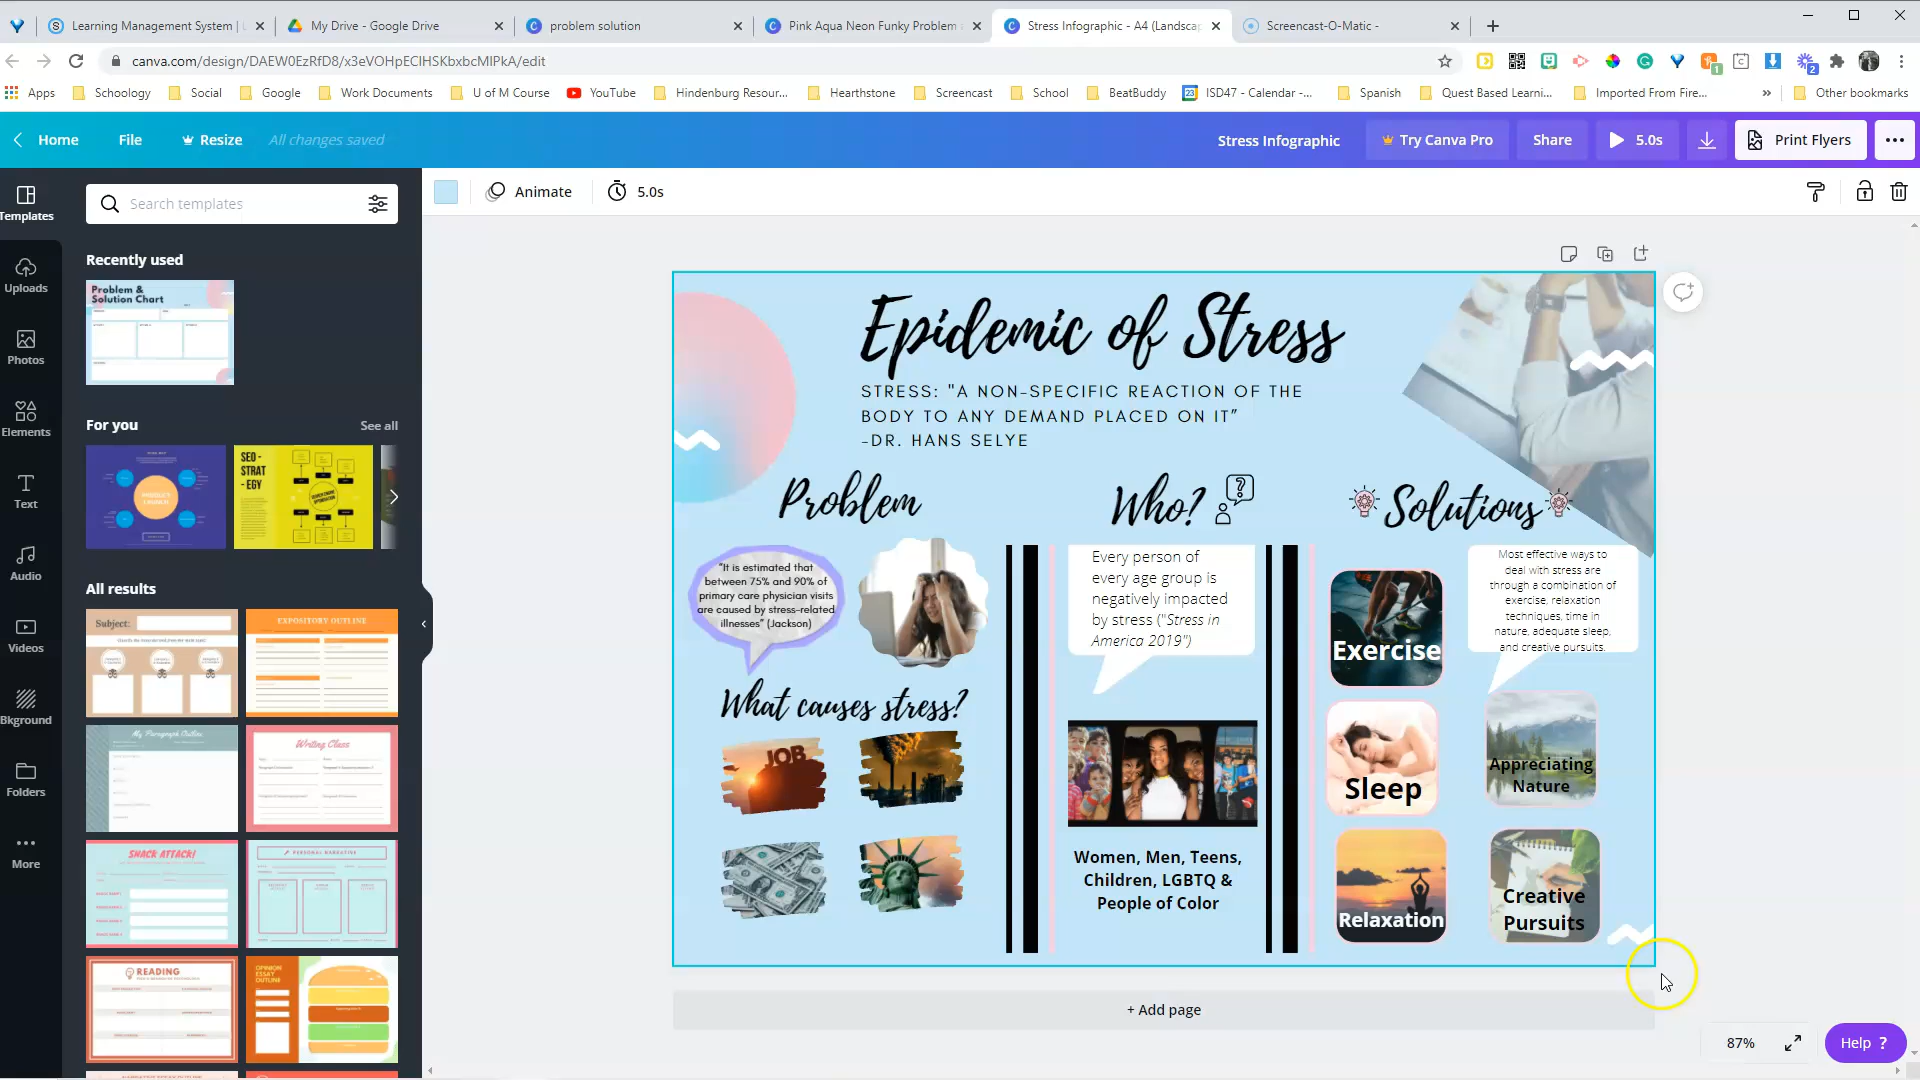 Learning Management System |
My Drive - Google Drive
problem solution
Pink Aqua Neon Funky Problem
Stress Infographic - A4 (Landscap
Screencast-O-Matic -
canva.com/design/DAEW0EzRfD8/x3eVOHpEClHSKbxbcMIPkA/edit
Apps
Schoology
Social
Google
Work Documents
U of M Course
YouTube
Hindenburg Resour...
Hearthstone
Screencast
School
BeatBuddy
ISD47 - Calendar -...
Spanish
Quest Based Learni...
Imported From Fire...
»
Other bookmarks
Home
File
Resize
All changes saved
Stress Infographic
Try Canva Pro
Share
5.0s
Print Flyers
Templates
Search templates
Animate
5.0s
Recently used
Problem &
Solution Chart
Uploads
Photos
For you
See all
Elements
SEO -
STRAT
- EGY
Text
Audio
All results
Subject:
EXPOSITORY OUTLINE
Videos
Bkground
My Paragraph Outline
Writing Class
Folders
SNACK ATTACK!
PERSONAL NARRATIVE
More
READING
OPINION
ESSAY
OUTLINE
Epidemic of Stress
STRESS: "A NON-SPECIFIC REACTION OF THE
BODY TO ANY DEMAND PLACED ON IT"
-DR. HANS SELYE
Problem
Who?
Solutions
"It is estimated that
between 75% and 90% of
primary care physician visits
are caused by stress-related
illnesses" (Jackson)
What causes stress?
JOB
Every person of
every age group is
negatively impacted
by stress ("Stress in
America 2019")
Women, Men, Teens,
Children, LGBTQ &
People of Color
Most effective ways to
deal with stress are
through a combination of
exercise, relaxation
techniques, time in
nature, adequate sleep,
and creative pursuits.
Exercise
Sleep
Appreciating
Nature
Relaxation
Creative
Pursuits
+ Add page
87%
Help ?